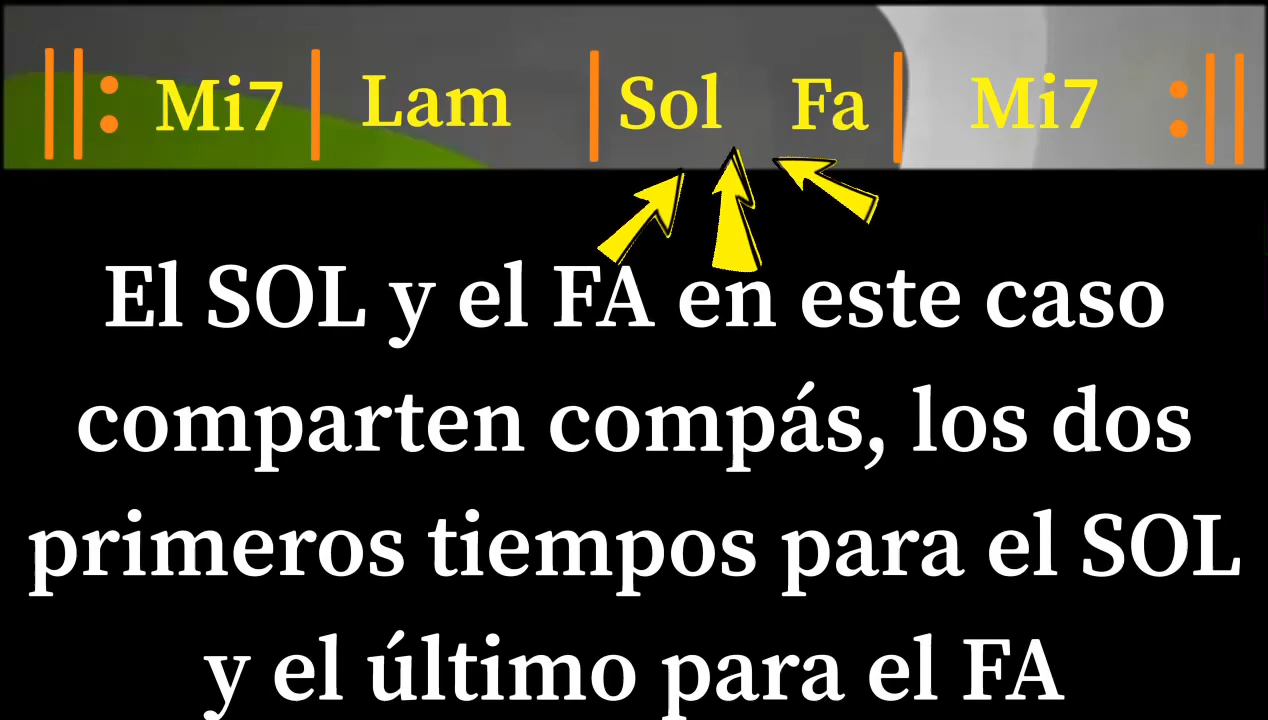 ||: Mi7 | Lam | Sol Fa | Mi7 :||
El SOL y el FA en este caso
comparten compás, los dos
primeros tiempos para el SOL
y el último para el FA